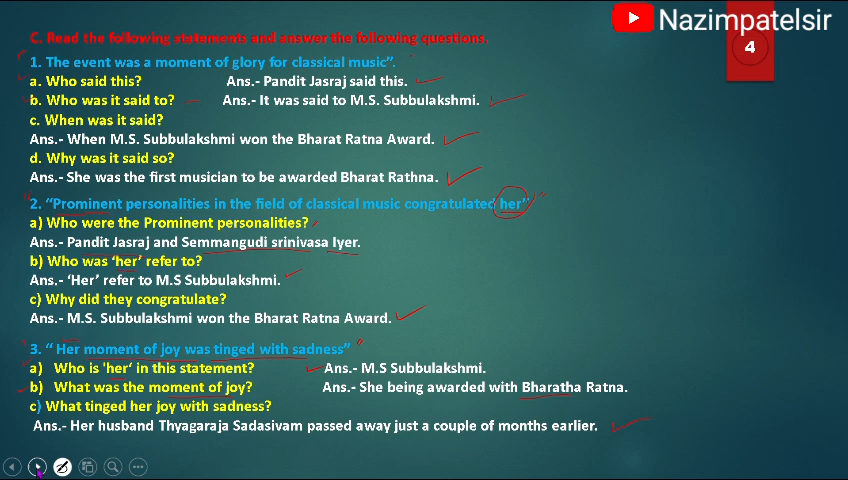 Nazimpatelsir
4
C. Read the following statements and answer the following questions.
1. The event was a moment of glory for classical music”.
a. Who said this? Ans.- Pandit Jasraj said this.
b. Who was it said to? Ans.- It was said to M.S. Subbulakshmi.
c. When was it said?
Ans.- When M.S. Subbulakshmi won the Bharat Ratna Award.
d. Why was it said so?
Ans.- She was the first musician to be awarded Bharat Rathna.
2. “Prominent personalities in the field of classical music congratulated her”
a) Who were the Prominent personalities?
Ans.- Pandit Jasraj and Semmangudi srinivasa Iyer.
b) Who was ‘her’ refer to?
Ans.- ‘Her’ refer to M.S Subbulakshmi.
c) Why did they congratulate?
Ans.- M.S. Subbulakshmi won the Bharat Ratna Award.
3. “ Her moment of joy was tinged with sadness”
a) Who is 'her‘ in this statement? Ans.- M.S Subbulakshmi.
b) What was the moment of joy? Ans.- She being awarded with Bharatha Ratna.
c) What tinged her joy with sadness?
Ans.- Her husband Thyagaraja Sadasivam passed away just a couple of months earlier.